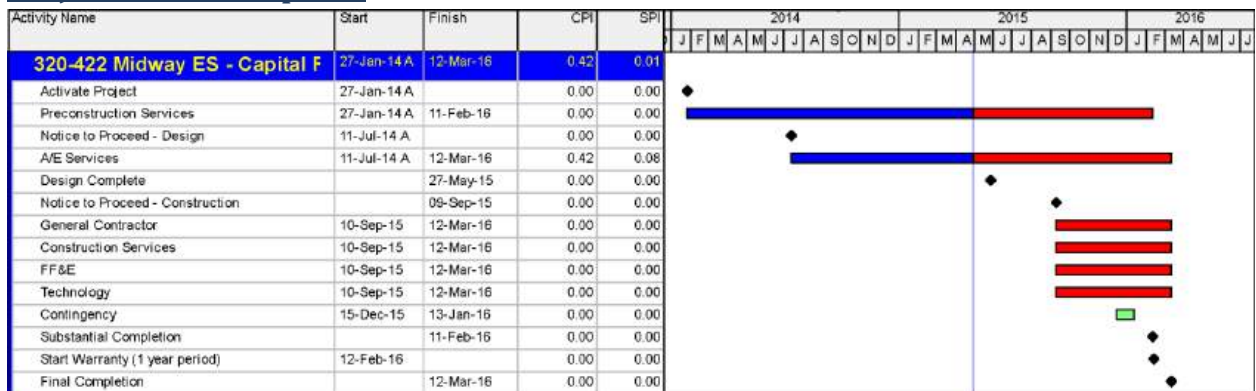 Activity Name Start Finish CPI SPI 2014 2015 2016
J F M A M J J A S O N D J F M A M J J A S O N D J F M A M J J
320-422 Midway ES - Capital F 27-Jan-14 A 12-Mar-16 0.42 0.01
Activate Project 27-Jan-14 A 0.00 0.00
Preconstruction Services 27-Jan-14 A 11-Feb-16 0.00 0.00
Notice to Proceed - Design 11-Jul-14 A 0.00 0.00
A/E Services 11-Jul-14 A 12-Mar-16 0.42 0.08
Design Complete 27-May-15 0.00 0.00
Notice to Proceed - Construction 09-Sep-15 0.00 0.00
General Contractor 10-Sep-15 12-Mar-16 0.00 0.00
Construction Services 10-Sep-15 12-Mar-16 0.00 0.00
FF&E 10-Sep-15 12-Mar-16 0.00 0.00
Technology 10-Sep-15 12-Mar-16 0.00 0.00
Contingency 15-Dec-15 13-Jan-16 0.00 0.00
Substantial Completion 11-Feb-16 0.00 0.00
Start Warranty (1 year period) 12-Feb-16 0.00 0.00
Final Completion 12-Mar-16 0.00 0.00